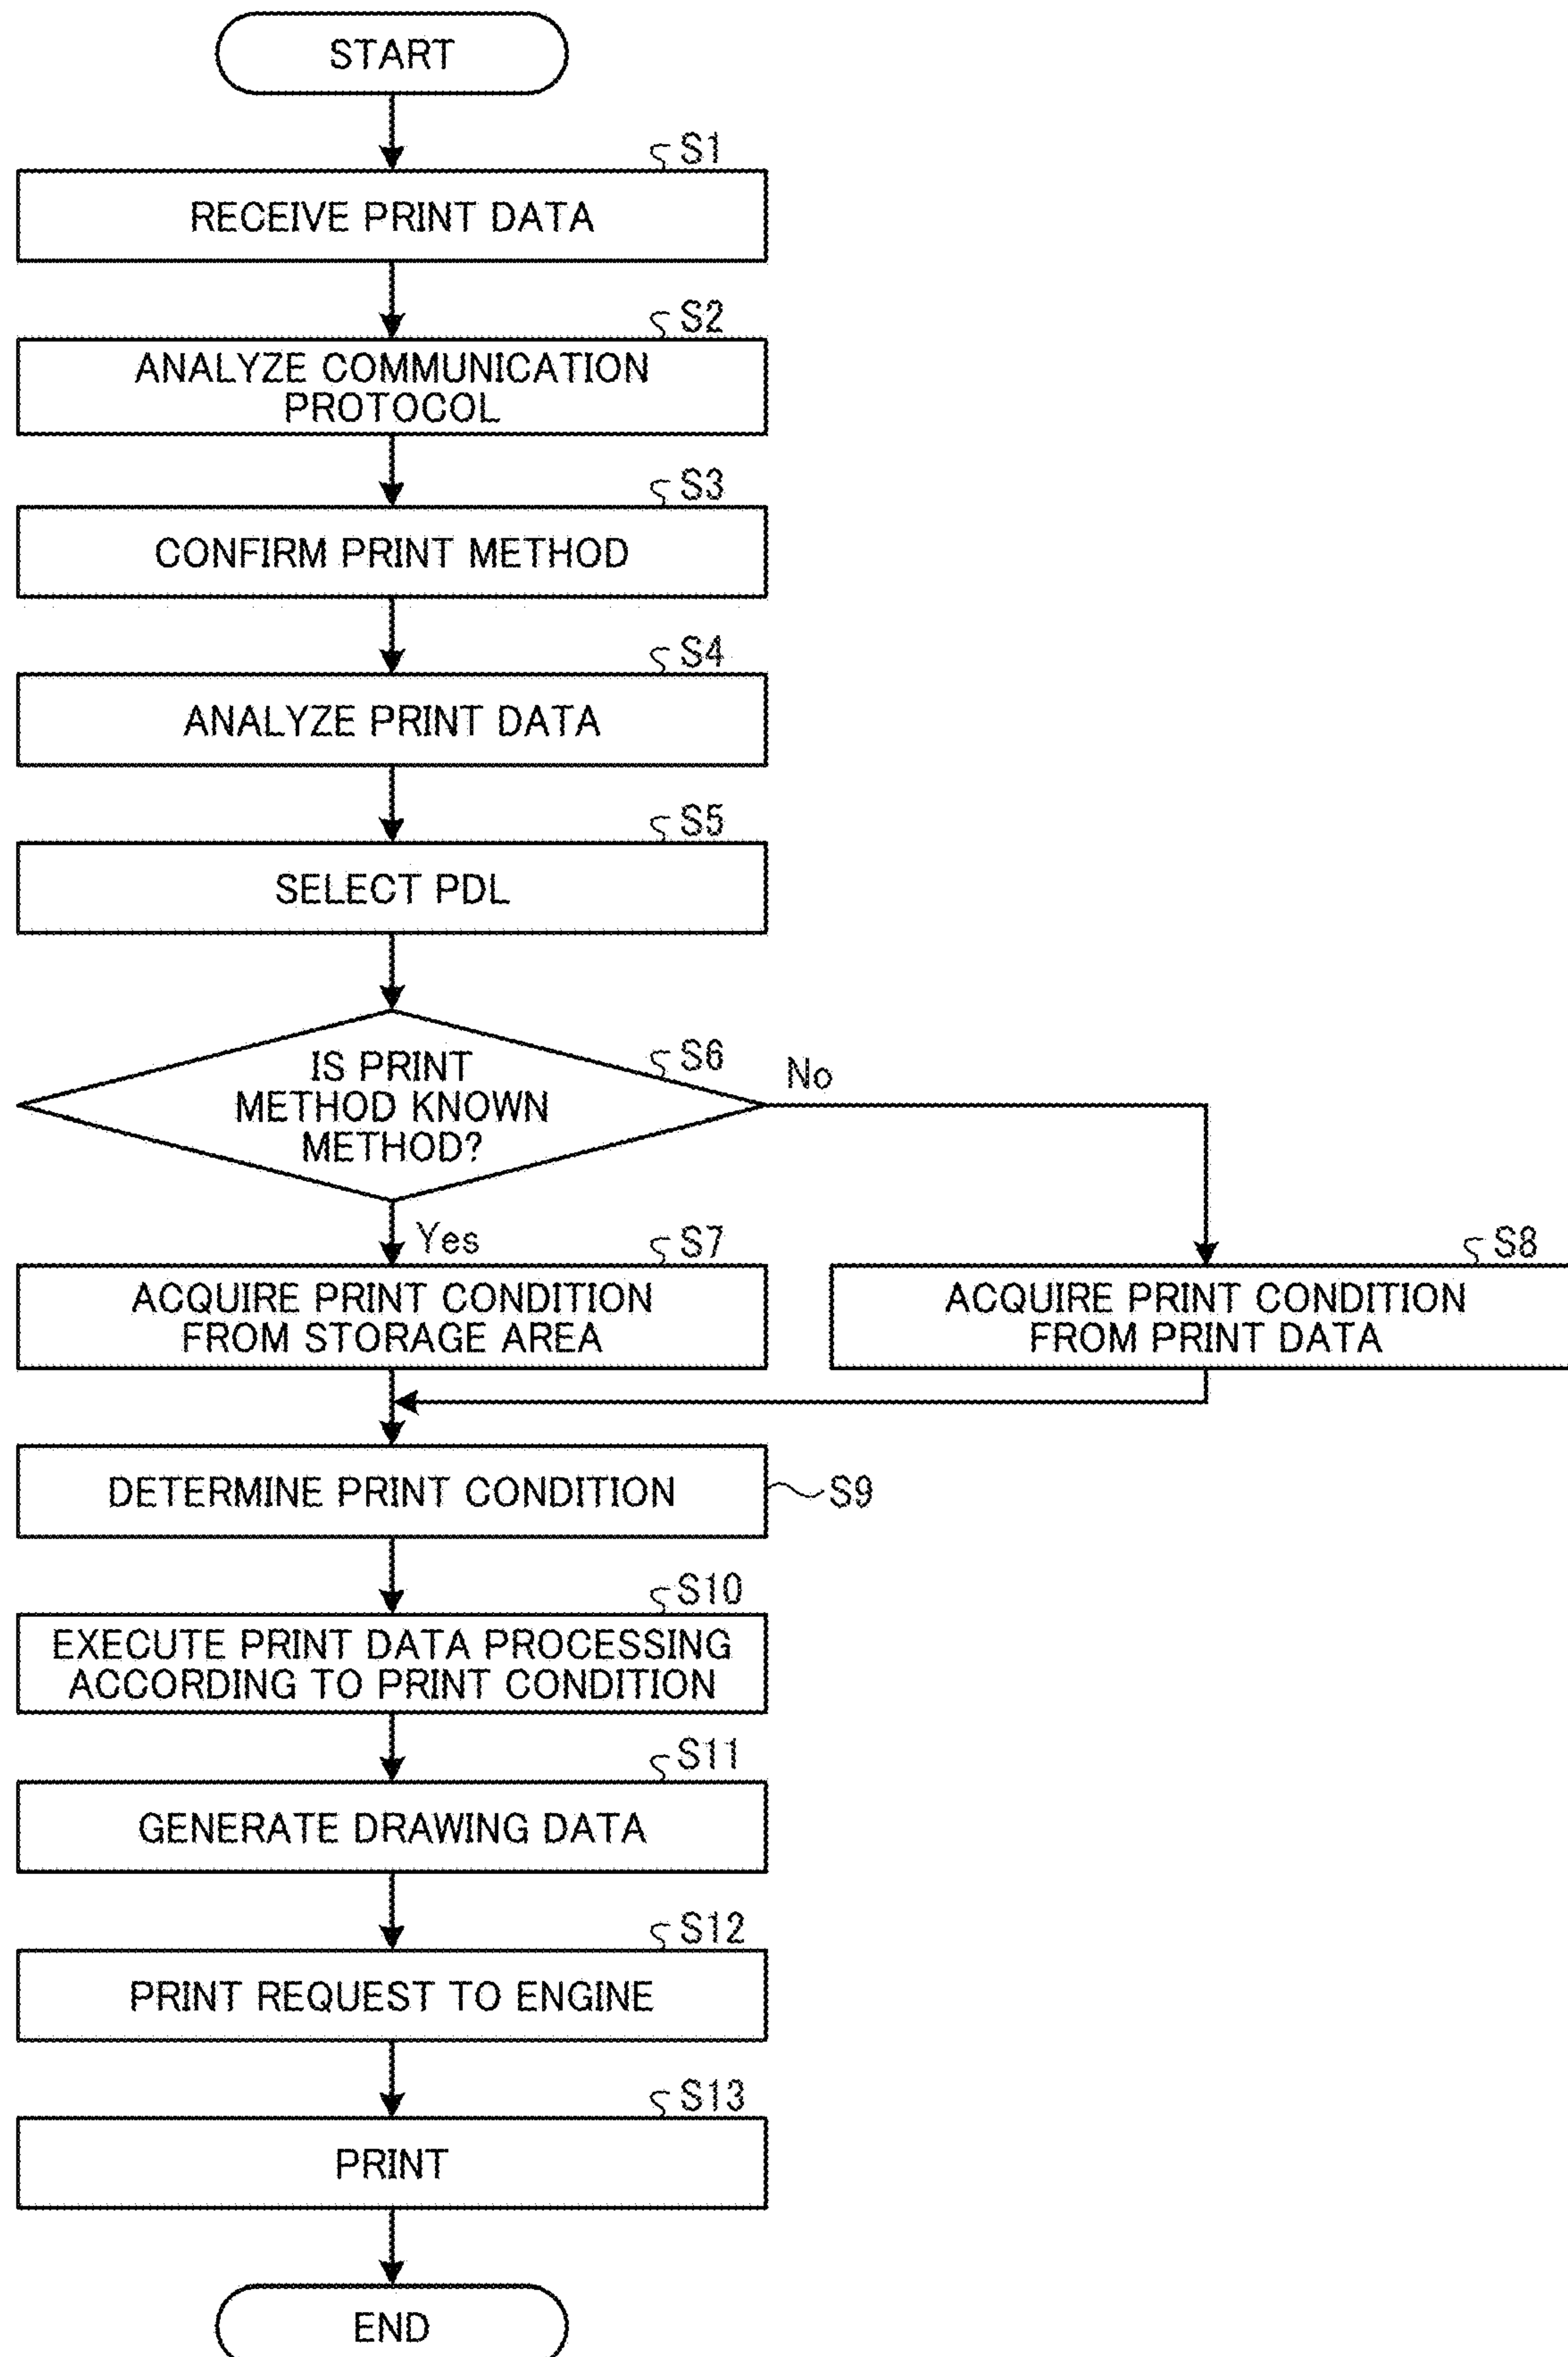 START
S1
RECEIVE PRINT DATA
S2
ANALYZE COMMUNICATION
PROTOCOL
S3
CONFIRM PRINT METHOD
S4
ANALYZE PRINT DATA
S5
SELECT PDL
S6
IS PRINT
METHOD KNOWN
METHOD?
No
Yes
S7
ACQUIRE PRINT CONDITION
FROM STORAGE AREA
S8
ACQUIRE PRINT CONDITION
FROM PRINT DATA
DETERMINE PRINT CONDITION
S9
S10
EXECUTE PRINT DATA PROCESSING
ACCORDING TO PRINT CONDITION
S11
GENERATE DRAWING DATA
S12
PRINT REQUEST TO ENGINE
S13
PRINT
END